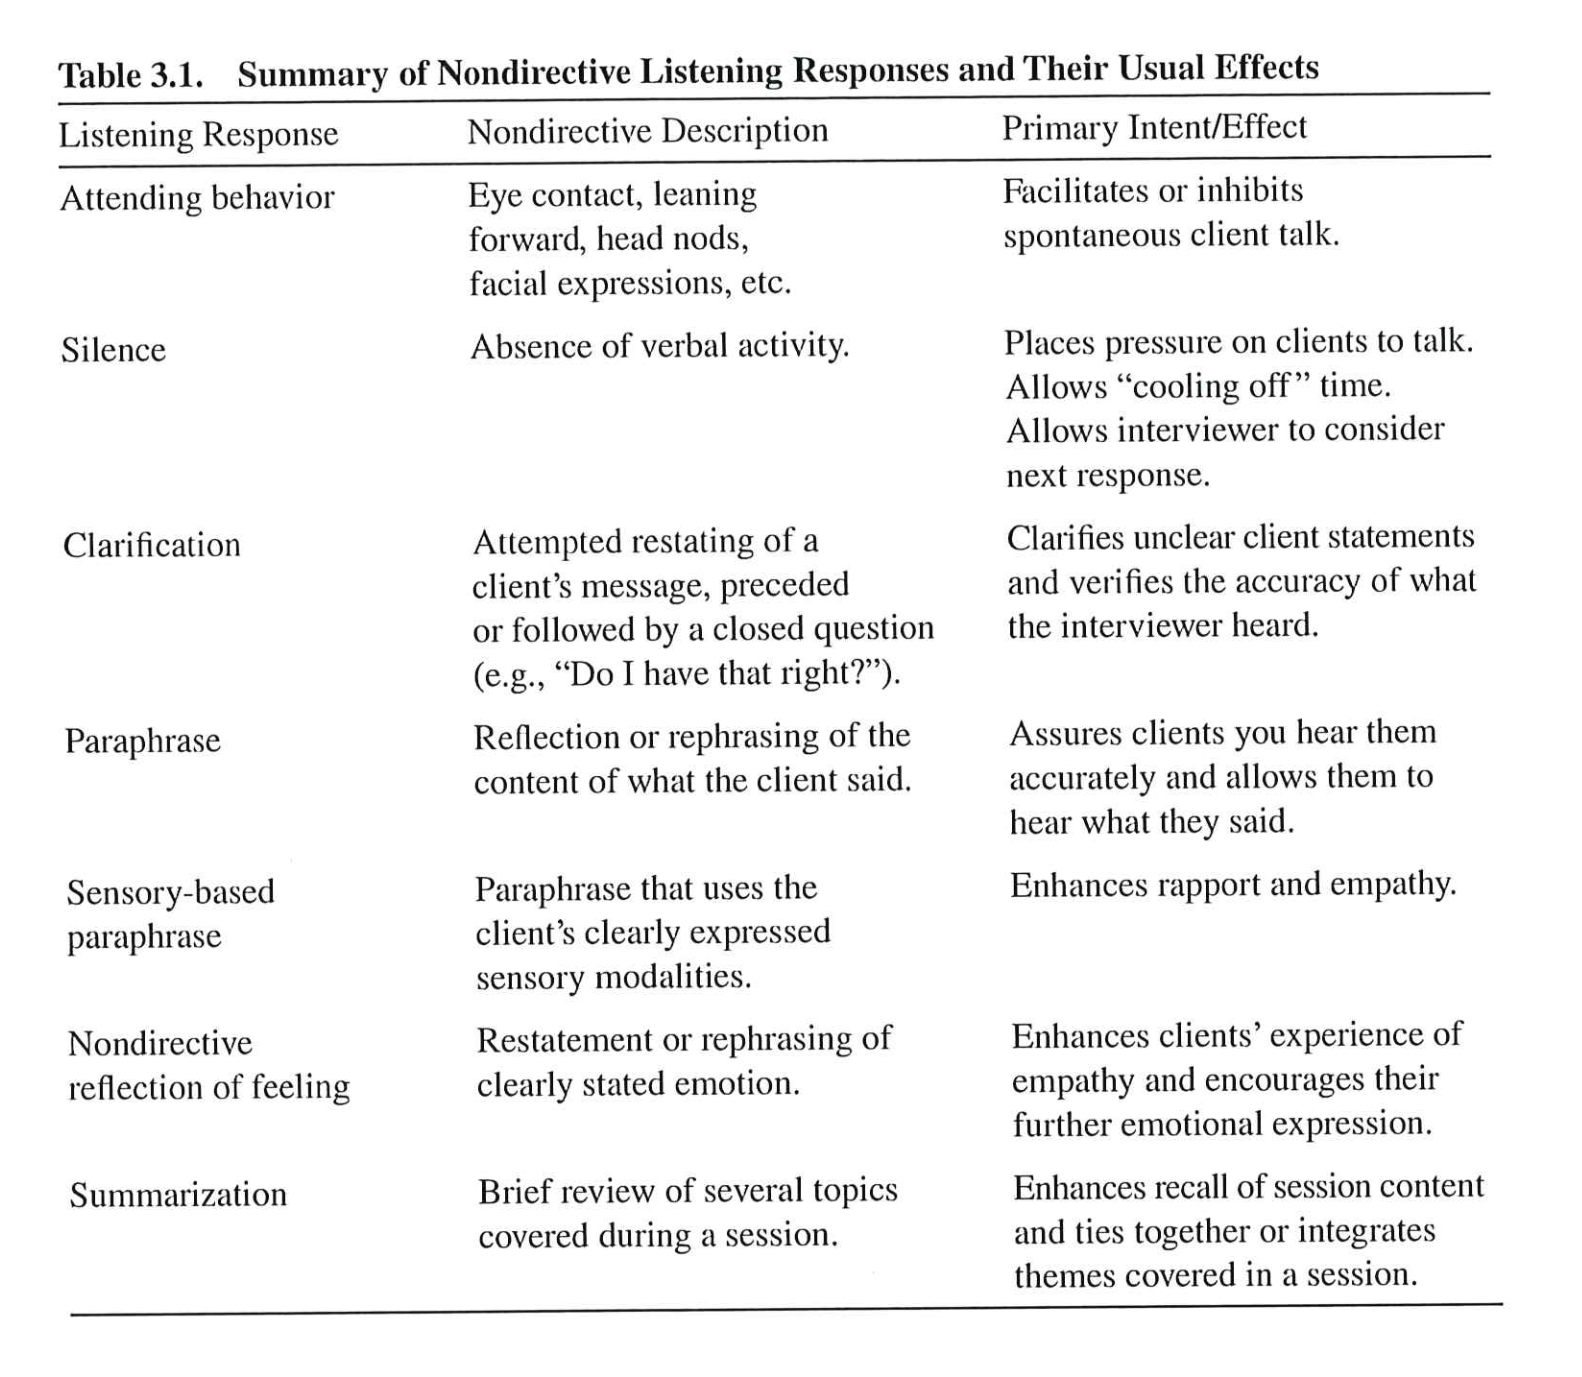 Table 3.1. Summary of Nondirective Listening Responses and Their Usual Effects
Listening Response Nondirective Description Primary Intent/Effect
Attending behavior Eye contact, leaning Facilitates or inhibits
forward, head nods, spontaneous client talk.
facial expressions, etc.
Silence Absence of verbal activity. Places pressure on clients to talk.
Allows “cooling off” time.
Allows interviewer to consider
next response.
Clarification Attempted restating of a Clarifies unclear client statements
client’s message, preceded and verifies the accuracy of what
or followed by a closed question the interviewer heard.
(e.g., “Do I have that right?”).
Paraphrase Reflection or rephrasing of the Assures clients you hear them
content of what the client said. accurately and allows them to
hear what they said.
Sensory-based Paraphrase that uses the Enhances rapport and empathy.
paraphrase client’s clearly expressed
sensory modalities.
Nondirective Restatement or rephrasing of Enhances clients’ experience of
reflection of feeling clearly stated emotion. empathy and encourages their
further emotional expression.
Summarization Brief review of several topics Enhances recall of session content
covered during a session. and ties together or integrates
themes covered in a session.